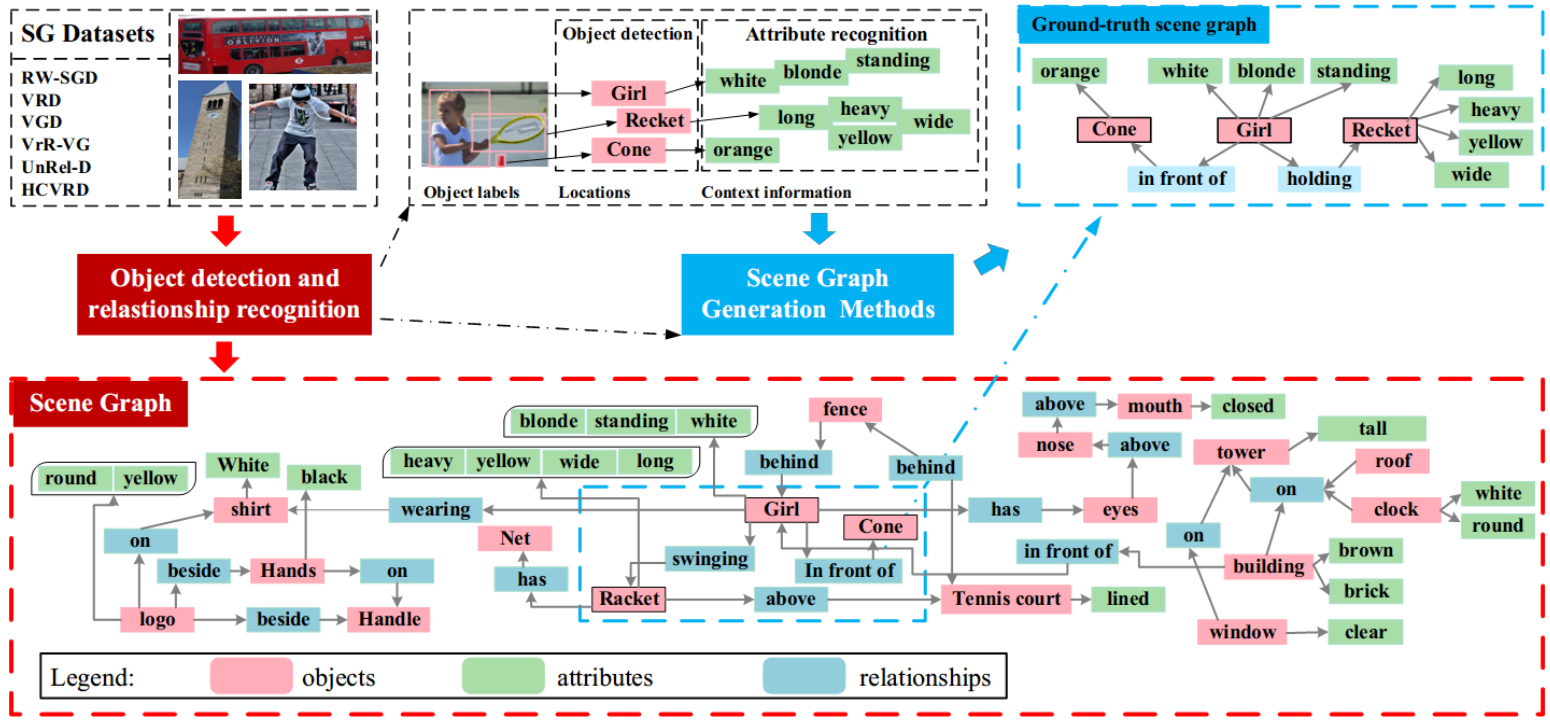 SG Datasets
RW-SGD
VRD
VGD
VrR-VG
UnRel-D
HCVRD
OBLIVION
Object detection
Attribute recognition
Girl
Recket
Cone
white
blonde
standing
long
heavy
yellow
wide
orange
Object labels
Locations
Context information
Ground-truth scene graph
orange
white
blonde
standing
long
heavy
yellow
wide
Cone
Girl
Recket
in front of
holding
Object detection and
relastionship recognition
Scene Graph
Generation Methods
Scene Graph
blonde standing white
heavy yellow wide long
round yellow
White
black
shirt
on
beside
Hands
on
logo
beside
Handle
wearing
Net
has
fence
behind
behind
Girl
Cone
swinging
In front of
Racket
above
Tennis court
lined
has
eyes
above
nose
above
mouth
closed
in front of
tower
tall
roof
on
clock
white
round
on
building
brown
brick
window
clear
Legend:
objects
attributes
relationships